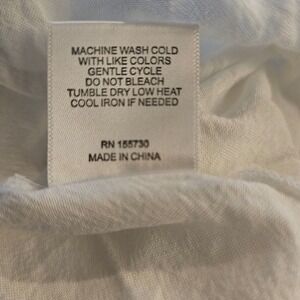 MACHINE WASH COLD
WITH LIKE COLORS
GENTLE CYCLE
DO NOT BLEACH
TUMBLE DRY LOW HEAT
COOL IRON IF NEEDED
RN 155730
MADE IN CHINA